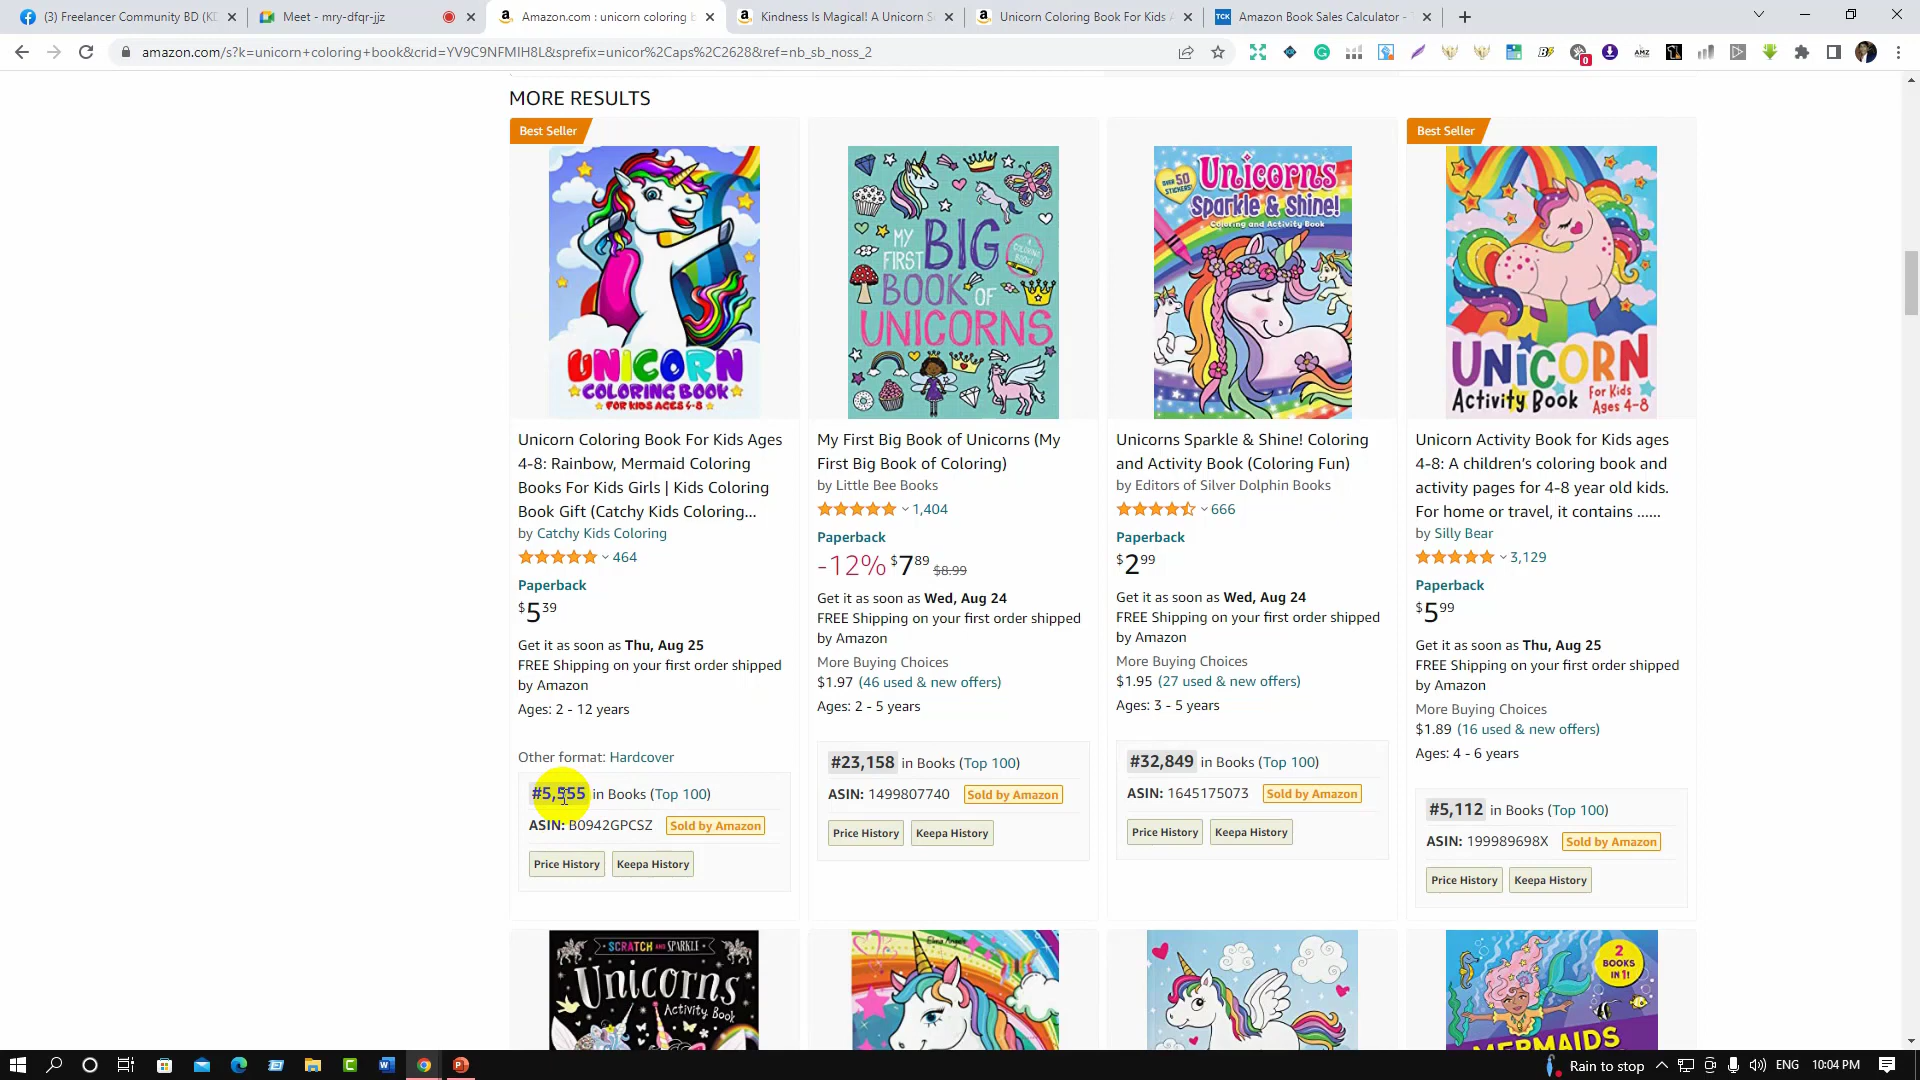 (3) Freelancer Community BD (KD
Meet - mry-dfqr-jjz
Amazon.com : unicorn coloring b
Kindness Is Magical! A Unicorn S
Unicorn Coloring Book For Kids A
TCK Amazon Book Sales Calculator - T
amazon.com/s?k=unicorn+coloring+book&crid=YV9C9NFMIH8L&sprefix=unicor%2Caps%2C2628&ref=nb_sb_noss_2
MORE RESULTS
Best Seller
UNICORN
COLORING BOOK
FOR KIDS AGES 4-8
Unicorn Coloring Book For Kids Ages
4-8: Rainbow, Mermaid Coloring
Books For Kids Girls | Kids Coloring
Book Gift (Catchy Kids Coloring...
by Catchy Kids Coloring
464
Paperback
$5 39
Get it as soon as Thu, Aug 25
FREE Shipping on your first order shipped
by Amazon
Ages: 2 - 12 years
Other format: Hardcover
#5,555 in Books (Top 100)
ASIN: B0942GPCSZ Sold by Amazon
Price History Keepa History
MY
FIRST BIG
BOOK OF
UNICORNS
My First Big Book of Unicorns (My
First Big Book of Coloring)
by Little Bee Books
1,404
Paperback
-12% $7 89 $8.99
Get it as soon as Wed, Aug 24
FREE Shipping on your first order shipped
by Amazon
More Buying Choices
$1.97 (46 used & new offers)
Ages: 2 - 5 years
#23,158 in Books (Top 100)
ASIN: 1499807740 Sold by Amazon
Price History Keepa History
OVER 50
STICKERS!
Unicorns
Sparkle & Shine!
Coloring and Activity Book
Unicorns Sparkle & Shine! Coloring
and Activity Book (Coloring Fun)
by Editors of Silver Dolphin Books
666
Paperback
$2 99
Get it as soon as Wed, Aug 24
FREE Shipping on your first order shipped
by Amazon
More Buying Choices
$1.95 (27 used & new offers)
Ages: 3 - 5 years
#32,849 in Books (Top 100)
ASIN: 1645175073 Sold by Amazon
Price History Keepa History
Best Seller
UNICORN
Activity Book For Kids
Ages 4-8
Unicorn Activity Book for Kids ages
4-8: A children's coloring book and
activity pages for 4-8 year old kids.
For home or travel, it contains ......
by Silly Bear
3,129
Paperback
$5 99
Get it as soon as Thu, Aug 25
FREE Shipping on your first order shipped
by Amazon
More Buying Choices
$1.89 (16 used & new offers)
Ages: 4 - 6 years
#5,112 in Books (Top 100)
ASIN: 199989698X Sold by Amazon
Price History Keepa History
SCRATCH AND SPARKLE
Unicorns
Activity Book
2
BOOKS
IN 1!
MERMAIDS
Rain to stop
ENG
10:04 PM